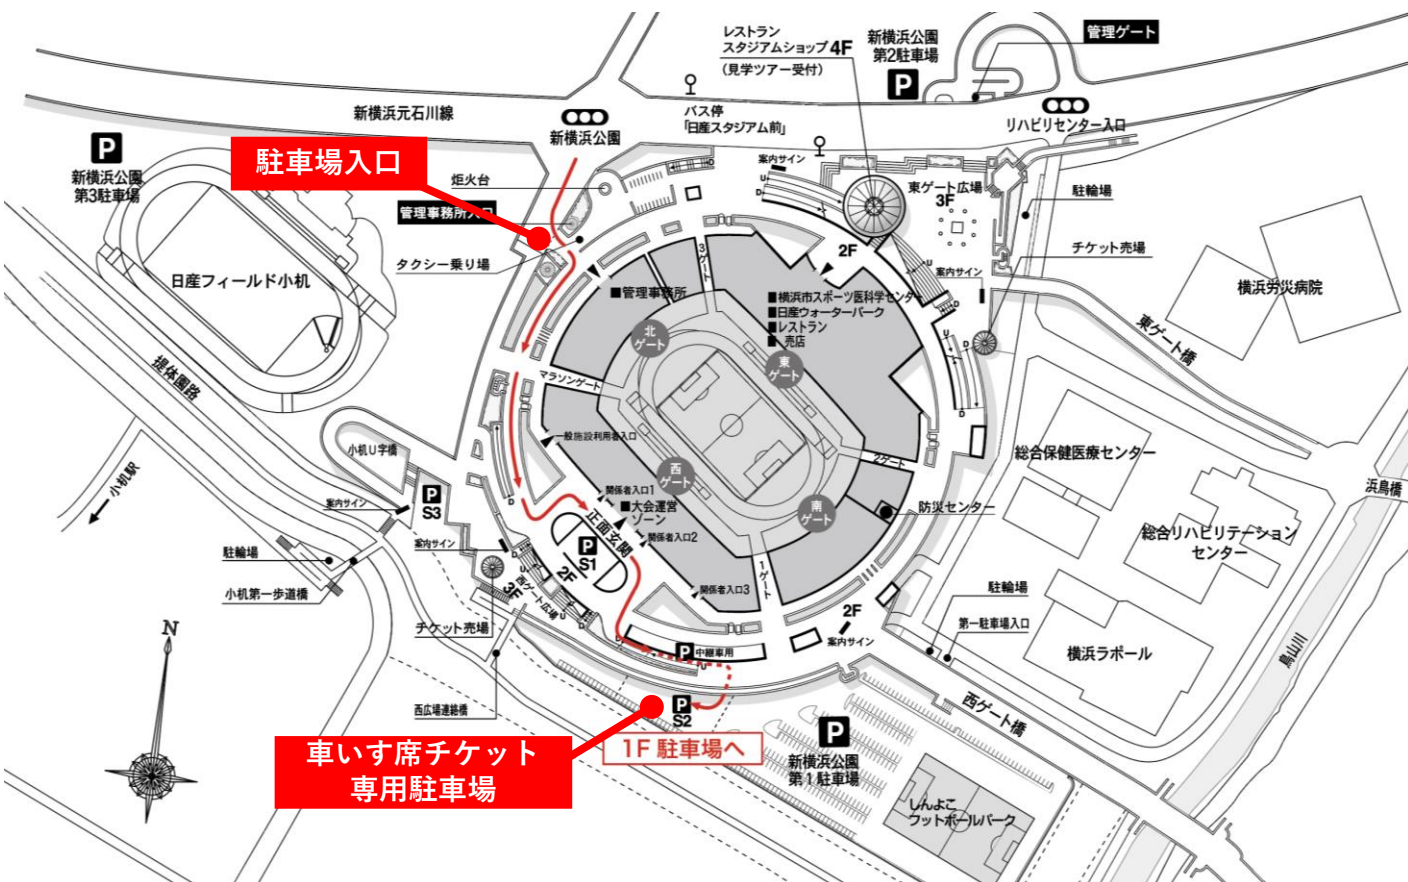 レストラン
スタジアムショップ 4F
(見学ツアー受付)
新横浜公園
第2駐車場
P
管理ゲート
新横浜元石川線
新横浜公園
バス停
「日産スタジアム前」
リハビリセンター入口
P
新横浜公園
第3駐車場
駐車場入口
炬火台
管理事務所入口
タクシー乗り場
案内サイン
東ゲート広場
3F
駐輪場
チケット売場
案内サイン
2F
3ゲート
日産フィールド小机
■管理事務所
■横浜市スポーツ医科学センター
■日産ウォーターパーク
■レストラン
■ 売店
横浜労災病院
東ゲート橋
北
ゲート
東
ゲート
マラソンゲート
堤体園路
小机駅
小机U字橋
一般施設利用者入口
西
ゲート
2ゲート
総合保健医療センター
浜鳥橋
案内サイン
P
S3
関係者入口1
■大会運営
ゾーン
正面玄関
関係者入口2
南
ゲート
防災センター
総合リハビリテーション
センター
駐輪場
案内サイン
P
S1
小机第一歩道橋
2F
3F
西ゲート広場
関係者入口3
1ゲート
2F
案内サイン
駐輪場
第一駐車場入口
チケット売場
P 中継車用
横浜ラポール
鳥山川
N
西広場連絡橋
P
S2
西ゲート橋
車いす席チケット
専用駐車場
1F 駐車場へ
P
新横浜公園
第1駐車場
しんよこ
フットボールパーク